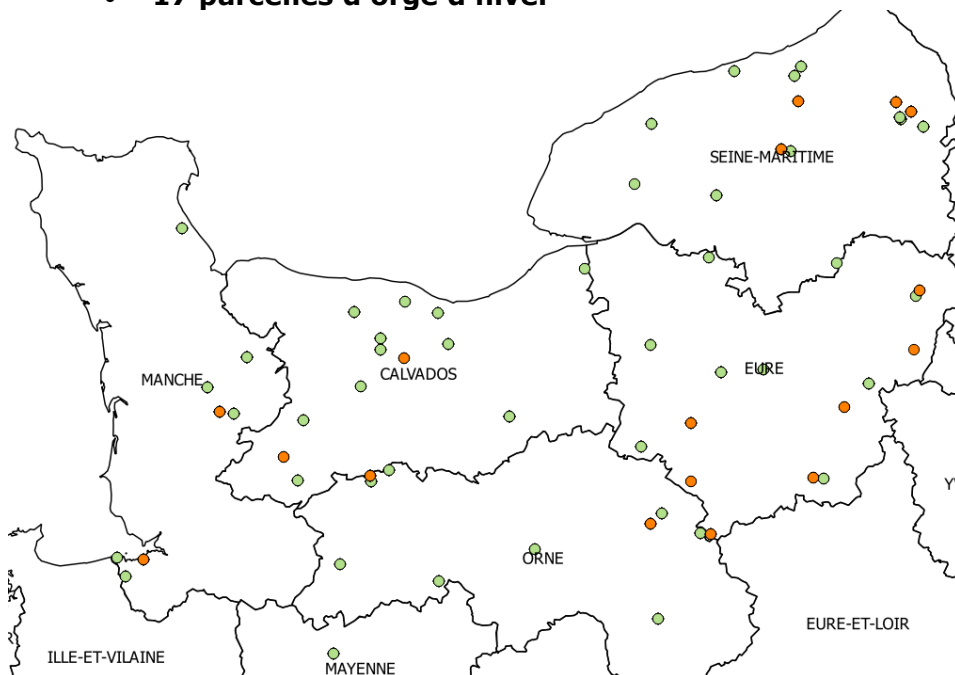 • 17 parcelles d'orge d'hiver
SEINE-MARITIME
MANCHE
CALVADOS
EURE
ORNE
EURE-ET-LOIR
ILLE-ET-VILAINE
MAYENNE